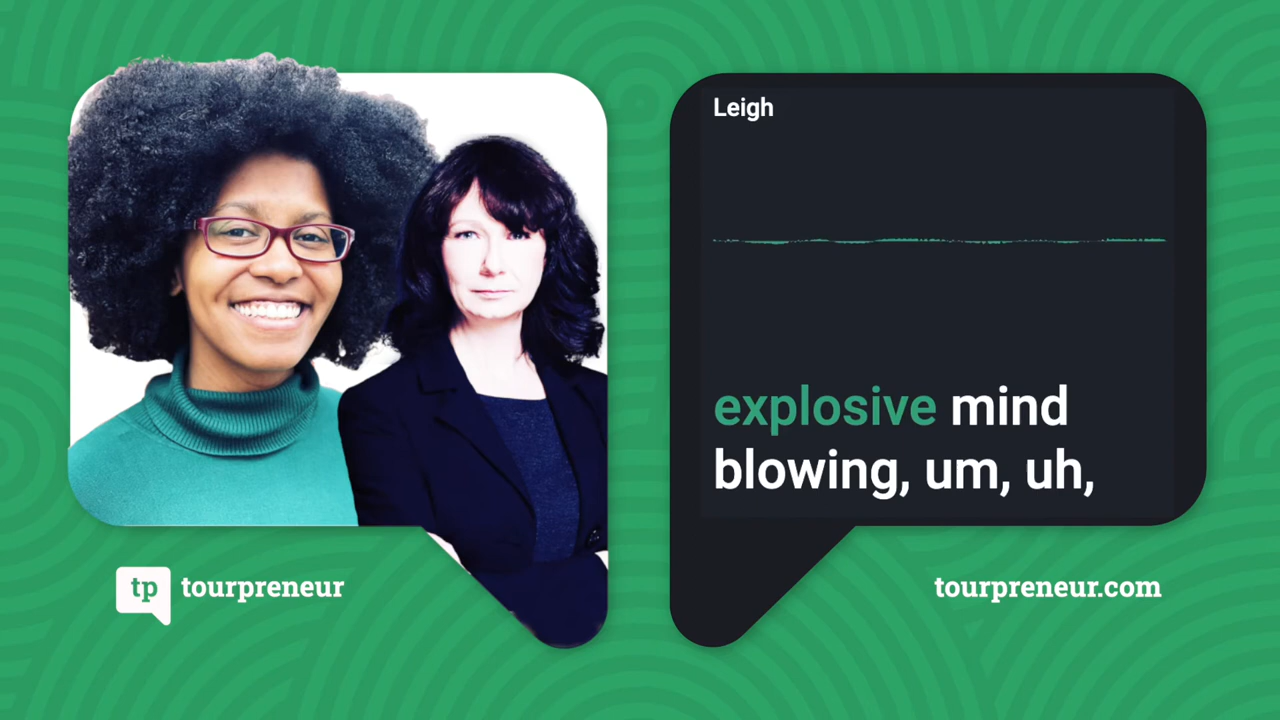 Leigh
explosive mind
blowing, um, uh,
tp tourpreneur
tourpreneur.com